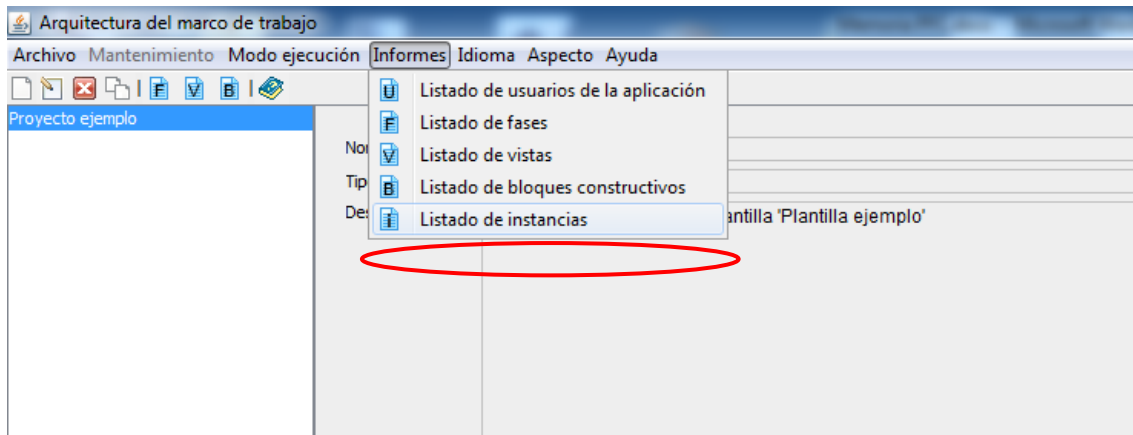 Arquitectura del marco de trabajo
Archivo Mantenimiento Modo ejecución Informes Idioma Aspecto Ayuda
F V B
Proyecto ejemplo
U Listado de usuarios de la aplicación
F Listado de fases
V Listado de vistas
B Listado de bloques constructivos
i Listado de instancias
antilla 'Plantilla ejemplo'